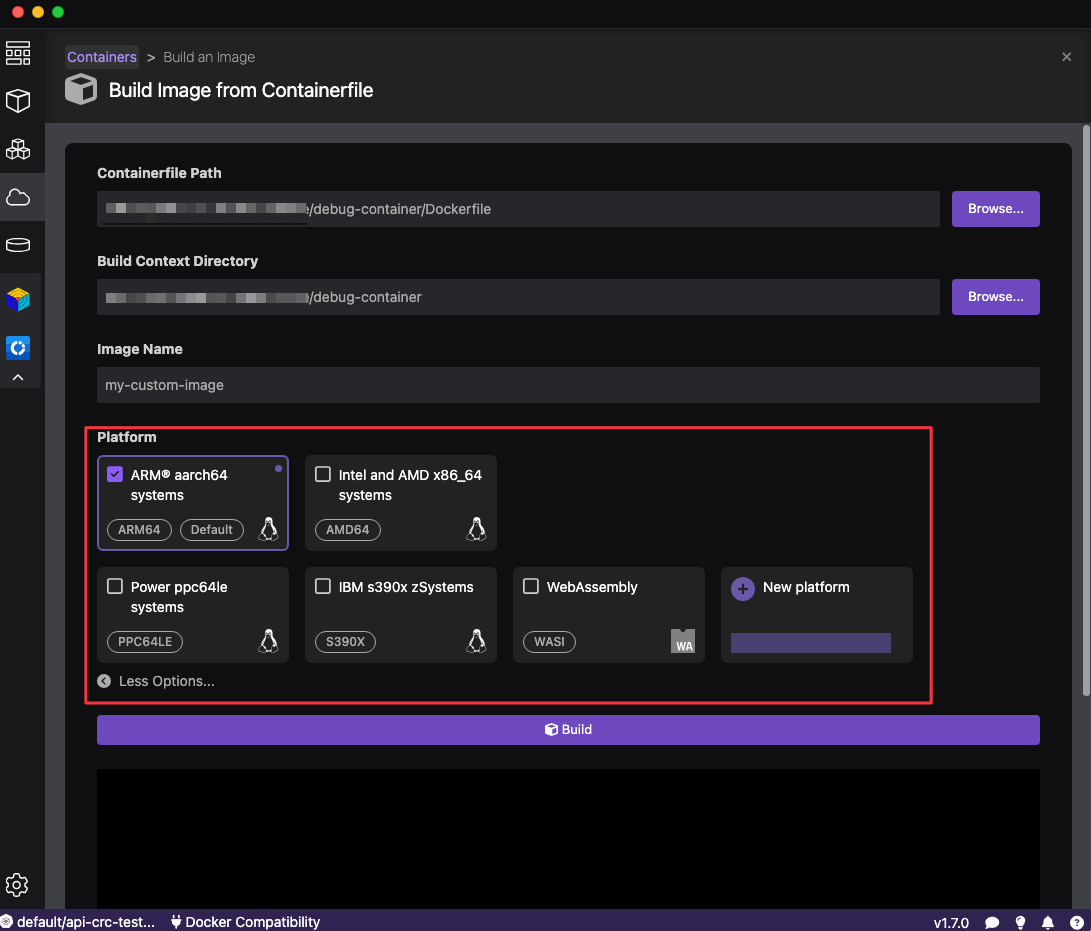 Containers > Build an Image
Build Image from Containerfile
Containerfile Path
/debug-container/Dockerfile
Browse...
Build Context Directory
/debug-container
Browse...
Image Name
my-custom-image
Platform
ARM® aarch64
systems
ARM64 Default
Intel and AMD x86_64
systems
AMD64
Power ppc64le
systems
PPC64LE
IBM s390x zSystems
S390X
WebAssembly
WASI
WA
New platform
Less Options...
Build
default/api-crc-test... Docker Compatibility v1.7.0